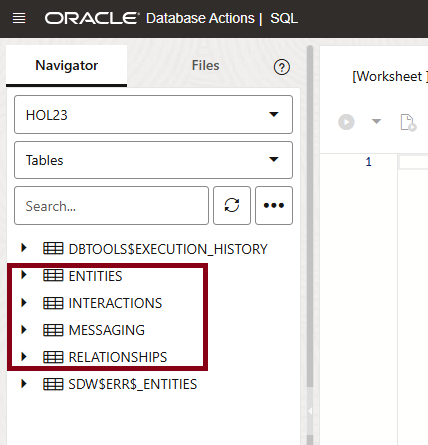 ORACLE Database Actions | SQL
Navigator
Files
[Worksheet ]
HOL23
Tables
1
Search...
DBTOOLS$EXECUTION_HISTORY
ENTITIES
INTERACTIONS
MESSAGING
RELATIONSHIPS
SDW$ERR$_ENTITIES